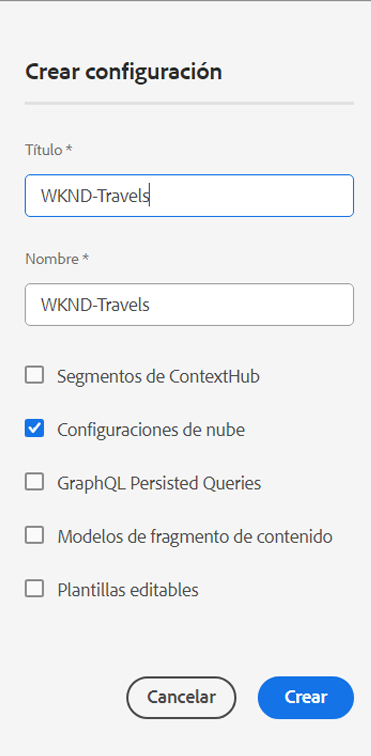 Crear configuración
Título *
WKND-Travels
Nombre *
WKND-Travels
Segmentos de ContextHub
Configuraciones de nube
GraphQL Persisted Queries
Modelos de fragmento de contenido
Plantillas editables
Cancelar Crear